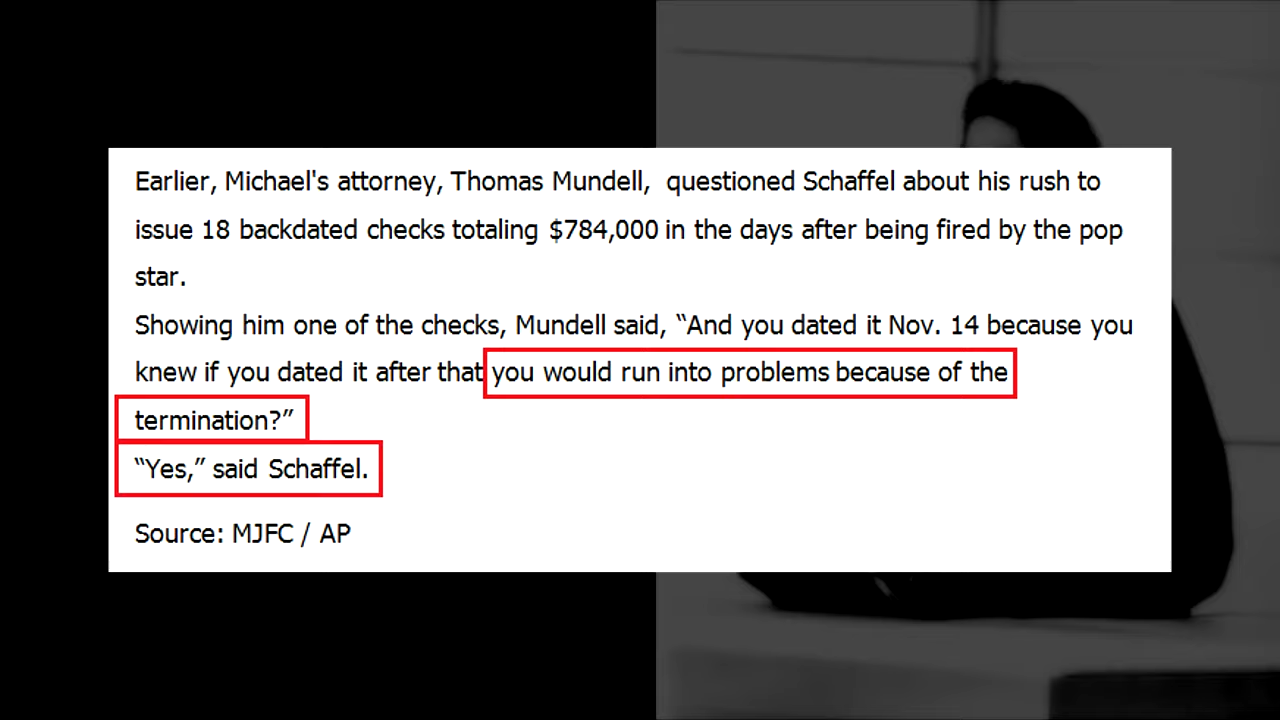 Earlier, Michael's attorney, Thomas Mundell,  questioned Schaffel about his rush to
issue 18 backdated checks totaling $784,000 in the days after being fired by the pop
star.
Showing him one of the checks, Mundell said, “And you dated it Nov. 14 because you
knew if you dated it after that you would run into problems because of the
termination?”
“Yes,” said Schaffel.
Source: MJFC / AP